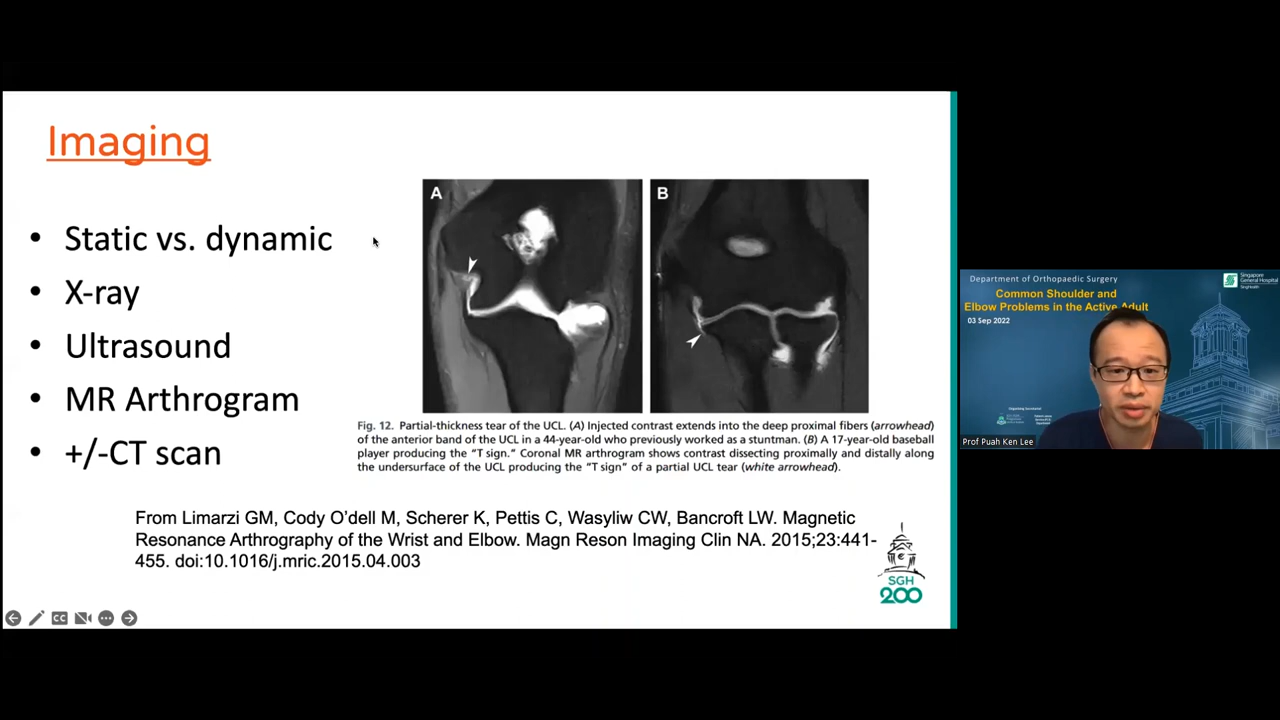 Imaging
• Static vs. dynamic
• X-ray
• Ultrasound
• MR Arthrogram
• +/-CT scan
A
B
Fig. 12. Partial-thickness tear of the UCL. (A) Injected contrast extends into the deep proximal fibers (arrowhead)
of the anterior band of the UCL in a 44-year-old who previously worked as a stuntman. (B) A 17-year-old baseball
player producing the "T sign." Coronal MR arthrogram shows contrast dissecting proximally and distally along
the undersurface of the UCL producing the "T sign" of a partial UCL tear (white arrowhead).
From Limarzi GM, Cody O'dell M, Scherer K, Pettis C, Wasyliw CW, Bancroft LW. Magnetic
Resonance Arthrography of the Wrist and Elbow. Magn Reson Imaging Clin NA. 2015;23:441-
455. doi:10.1016/j.mric.2015.04.003
SGH
200
CC
Department of Orthopaedic Surgery
Singapore
General Hospital
SingHealth
Common Shoulder and
Elbow Problems in the Active Adult
03 Sep 2022
Prof Puah Ken Lee